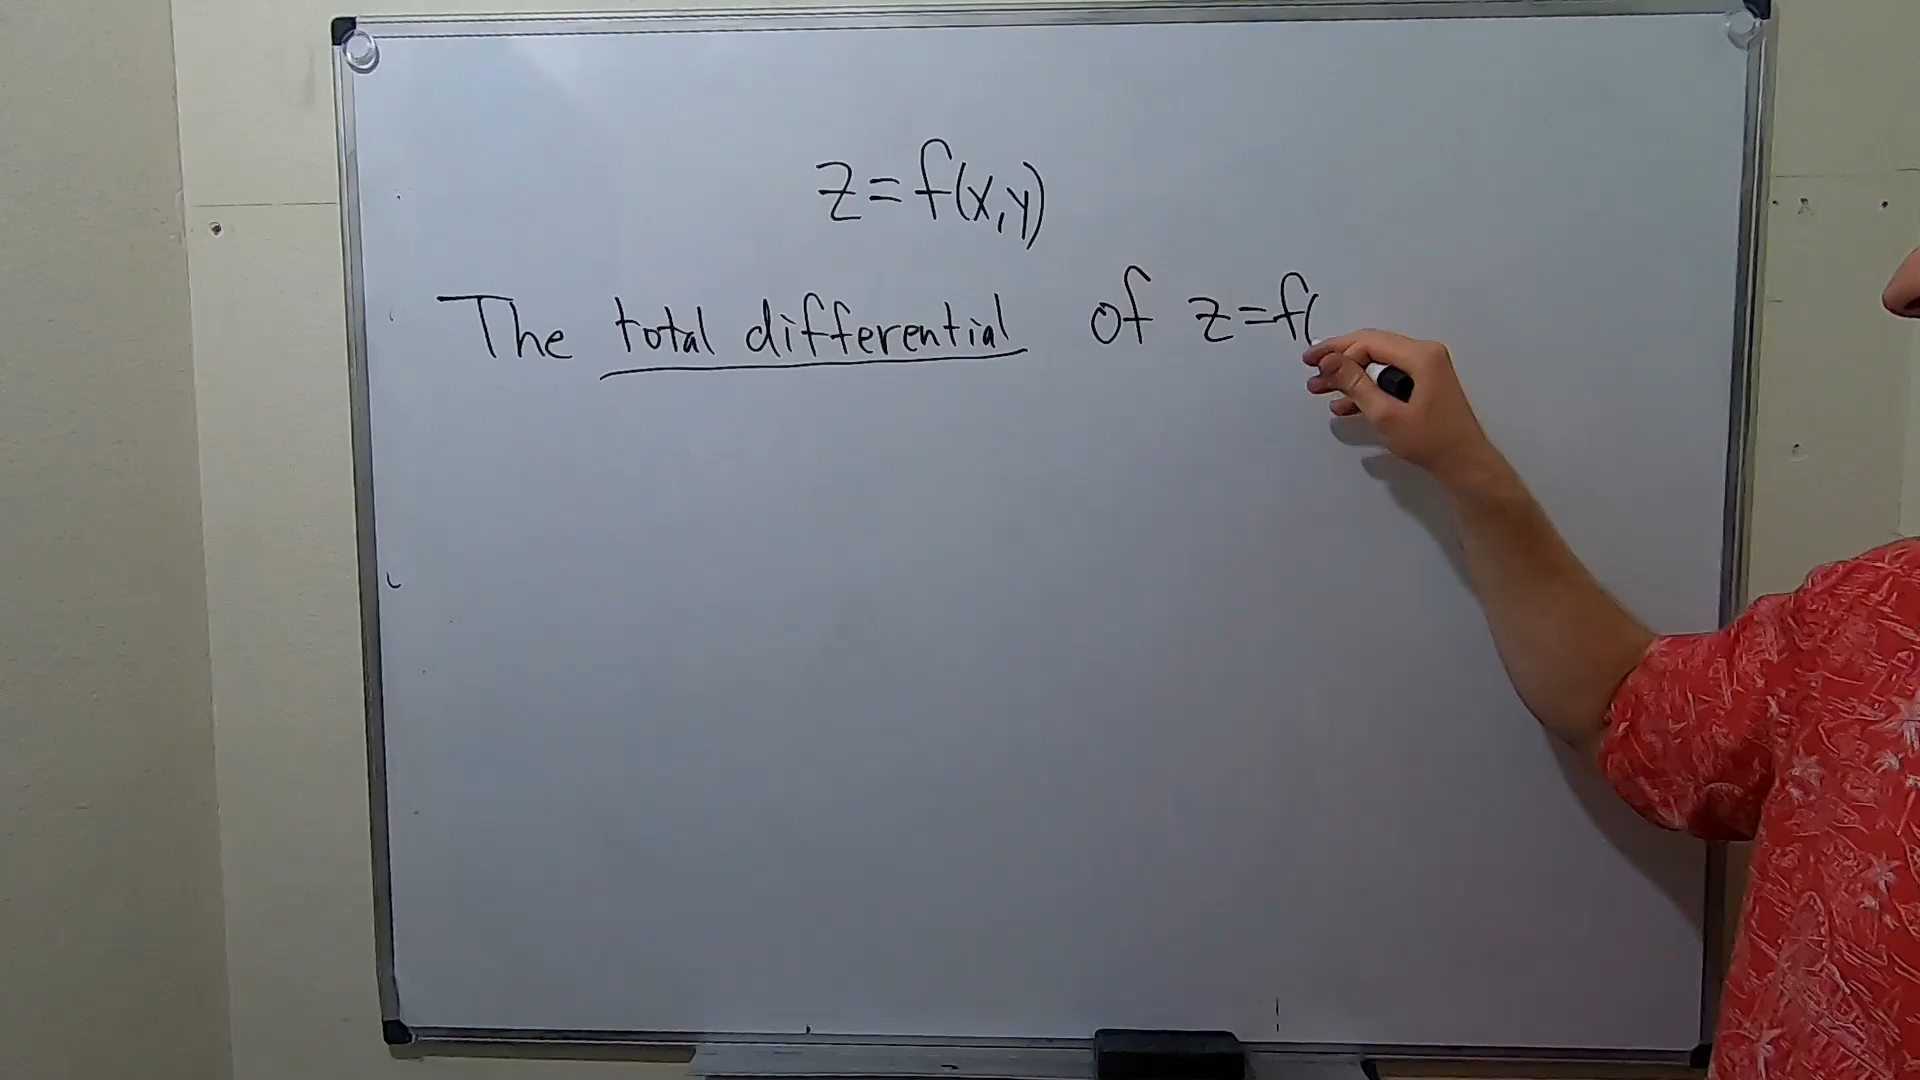 z=f(x,y)
The total differential of z=f(